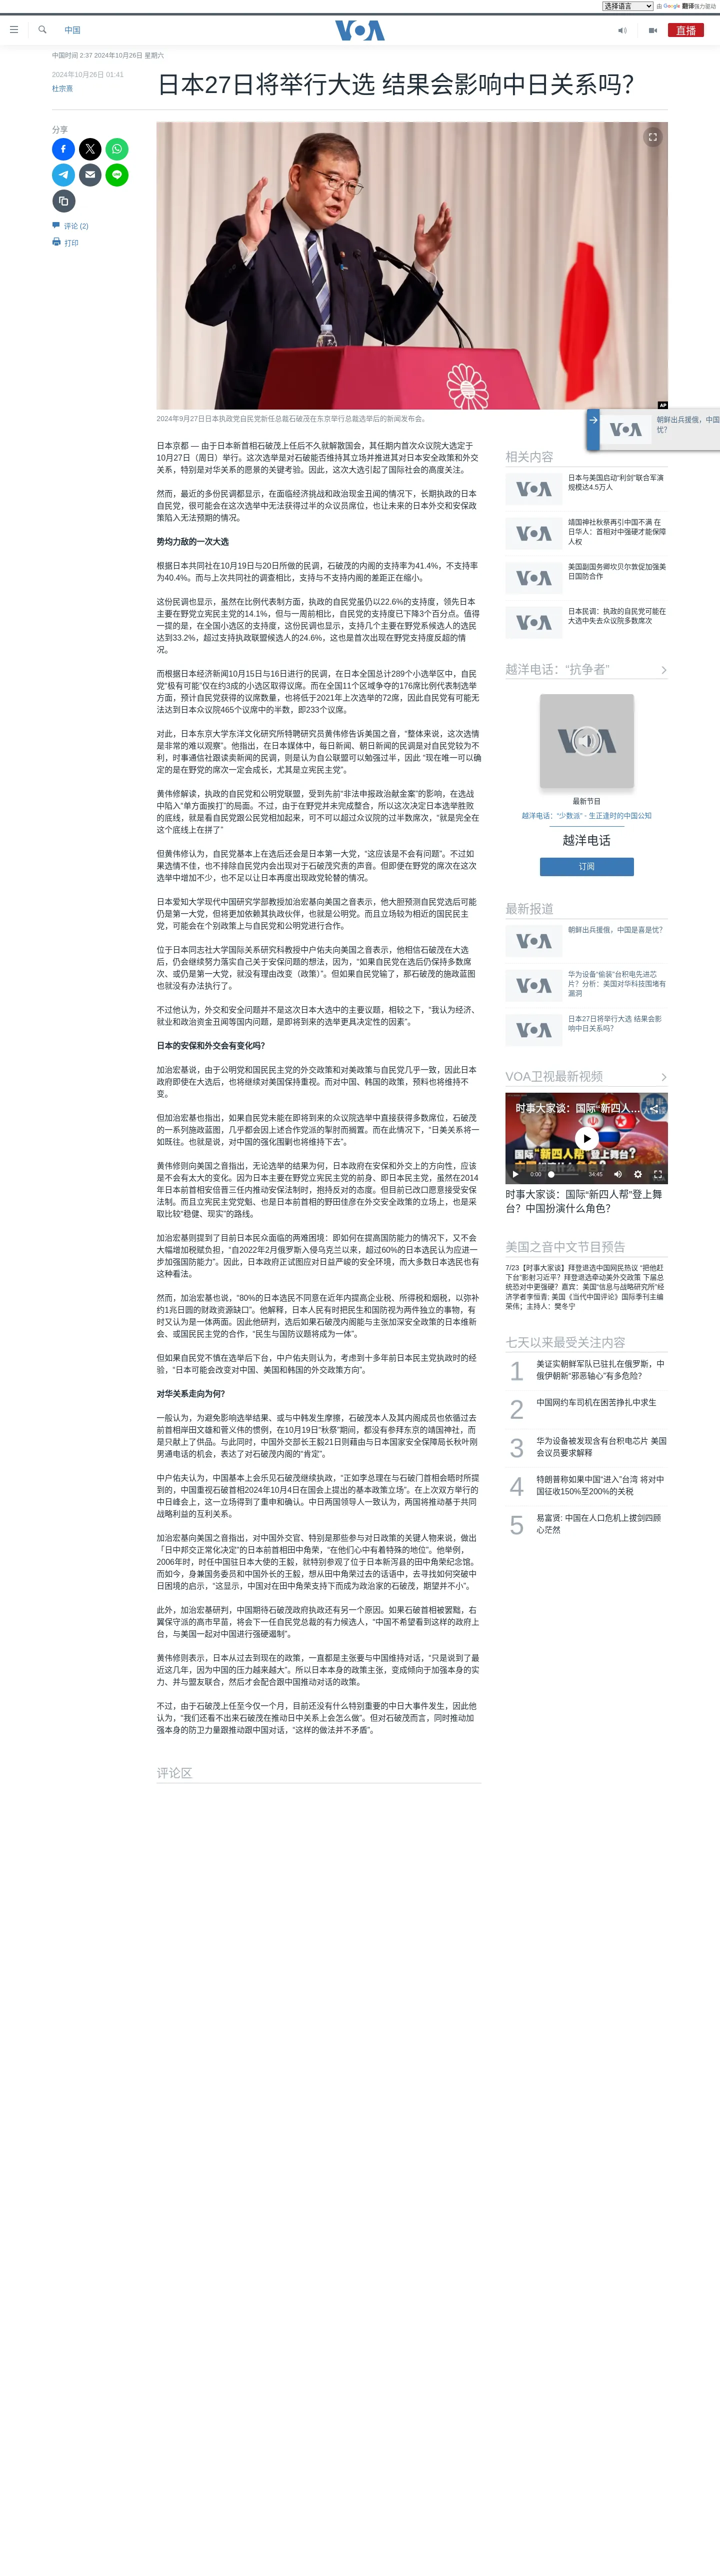 选择语言 由 Google 翻译强力驱动
中国
VOA
直播
中国时间 2:37 2024年10月26日 星期六
2024年10月26日 01:41
杜宗熹
日本27日将举行大选 结果会影响中日关系吗？
分享
评论 (2)
打印
AP
2024年9月27日日本执政党自民党新任总裁石破茂在东京举行总裁选举后的新闻发布会。
日本京都 — 由于日本新首相石破茂上任后不久就解散国会，其任期内首次众议院大选定于
10月27日（周日）举行。这次选举是对石破能否维持其立场并推进其对日本安全政策和外交
关系，特别是对华关系的愿景的关键考验。因此，这次大选引起了国际社会的高度关注。
然而，最近的多份民调都显示，在面临经济挑战和政治现金丑闻的情况下，长期执政的日本
自民党，很可能会在这次选举中无法获得过半的众议员席位，也让未来的日本外交和安保政
策陷入无法预期的情况。
势均力敌的一次大选
根据日本共同社在10月19日与20日所做的民调，石破茂的内阁的支持率为41.4%，不支持率
为40.4%。而与上次共同社的调查相比，支持与不支持内阁的差距正在缩小。
这份民调也显示，虽然在比例代表制方面，执政的自民党虽仍以22.6%的支持度，领先日本
主要在野党立宪民主党的14.1%，但与一周前相比，自民党的支持度已下降3个百分点。值得
一提的是，在全国小选区的支持度，这份民调也显示，支持几个主要在野党系候选人的选民
达到33.2%，超过支持执政联盟候选人的24.6%，这也是首次出现在野党支持度反超的情
况。
而根据日本经济新闻10月15日与16日进行的民调，在日本全国总计289个小选举区中，自民
党“极有可能”仅在约3成的小选区取得议席。而在全国11个区域争夺的176席比例代表制选举
方面，预计自民党获得的议席数量，也将低于2021年上次选举的72席，因此自民党有可能无
法达到日本众议院465个议席中的半数，即233个议席。
对此，日本东京大学东洋文化研究所特聘研究员黄伟修告诉美国之音，“整体来说，这次选情
是非常的难以观察”。他指出，在日本媒体中，每日新闻、朝日新闻的民调是对自民党较为不
利，时事通信社跟读卖新闻的民调，则是认为自公联盟可以勉强过半，因此 “现在唯一可以确
定的是在野党的席次一定会成长，尤其是立宪民主党”。
黄伟修解读，执政的自民党和公明党联盟，受到先前“非法申报政治献金案”的影响，在选战
中陷入“单方面挨打”的局面。不过，由于在野党并未完成整合，所以这次决定日本选举胜败
的底线，就是看自民党跟公民党相加起来，可不可以超过众议院的过半数席次，“就是完全在
这个底线上在拼了”
但黄伟修认为，自民党基本上在选后还会是日本第一大党，“这应该是不会有问题”。不过如
果选情不佳，也不排除自民党内会出现对于石破茂究责的声音。但即便在野党的席次在这次
选举中增加不少，也不足以让日本再度出现政党轮替的情况。
日本爱知大学现代中国研究学部教授加治宏基向美国之音表示，他大胆预测自民党选后可能
仍是第一大党，但将更加依赖其执政伙伴，也就是公明党。而且立场较为相近的国民民主
党，可能会在个别政策上与自民党和公明党进行合作。
位于日本同志社大学国际关系研究科教授中户佑夫向美国之音表示，他相信石破茂在大选
后，仍会继续努力落实自己关于安保问题的想法，因为，“如果自民党在选后仍保持多数席
次、或仍是第一大党，就没有理由改变（政策）”。但如果自民党输了，那石破茂的施政蓝图
也就没有办法执行了。
不过他认为，外交和安全问题并不是这次日本大选中的主要议题，相较之下，“我认为经济、
就业和政治资金丑闻等国内问题，是即将到来的选举更具决定性的因素”。
日本的安保和外交会有变化吗？
加治宏基说，由于公明党和国民民主党的外交政策和对美政策与自民党几乎一致，因此日本
政府即使在大选后，也将继续对美国保持重视。而对中国、韩国的政策，预料也将维持不
变。
但加治宏基也指出，如果自民党未能在即将到来的众议院选举中直接获得多数席位，石破茂
的一系列施政蓝图，几乎都会因上述合作党派的掣肘而搁置。而在此情况下，“日美关系将一
如既往。也就是说，对中国的强化围剿也将维持下去”。
黄伟修则向美国之音指出，无论选举的结果为何，日本政府在安保和外交上的方向性，应该
是不会有太大的变化。因为日本主要在野党立宪民主党的前身、即日本民主党，虽然在2014
年日本前首相安倍晋三任内推动安保法制时，抱持反对的态度。但目前已改口愿意接受安保
法制。而且立宪民主党党魁、也是日本前首相的野田佳彦在外交安全政策的立场上，也是采
取比较“稳健、现实”的路线。
加治宏基则提到了目前日本民众面临的两难困境：即如何在提高国防能力的情况下，又不会
大幅增加税赋负担，“自2022年2月俄罗斯入侵乌克兰以来，超过60%的日本选民认为应进一
步加强国防能力”。因此，日本政府正试图应对日益严峻的安全环境，而大多数日本选民也有
这种看法。
然而，加治宏基也说，“80%的日本选民不同意在近年内提高企业税、所得税和烟税，以弥补
约1兆日圆的财政资源缺口”。他解释，日本人民有时把民生和国防视为两件独立的事物，有
时又认为是一体两面。因此他研判，选后如果石破茂内阁能与主张加深安全政策的日本维新
会、或国民民主党的合作，“民生与国防议题将成为一体”。
但如果自民党不慎在选举后下台，中户佑夫则认为，考虑到十多年前日本民主党执政时的经
验，“日本可能会改变对中国、美国和韩国的外交政策方向”。
对华关系走向为何？
一般认为，为避免影响选举结果、或与中韩发生摩擦，石破茂本人及其内阁成员也依循过去
前首相岸田文雄和菅义伟的惯例，在10月19日“秋祭”期间，都没有参拜东京的靖国神社，而
是只献上了供品。与此同时，中国外交部长王毅21日则藉由与日本国家安全保障局长秋叶刚
男通电话的机会，表达了对石破茂内阁的“肯定”。
中户佑夫认为，中国基本上会乐见石破茂继续执政，“正如李总理在与石破门首相会晤时所提
到的，中国重视石破首相2024年10月4日在国会上提出的基本政策立场”。在上次双方举行的
中日峰会上，这一立场得到了重申和确认。中日两国领导人一致认为，两国将推动基于共同
战略利益的互利关系。
加治宏基向美国之音指出，对中国外交官、特别是那些参与对日政策的关键人物来说，做出
「日中邦交正常化决定”的日本前首相田中角荣，“在他们心中有着特殊的地位”。他举例，
2006年时，时任中国驻日本大使的王毅，就特别参观了位于日本新泻县的田中角荣纪念馆。
而如今，身兼国务委员和中国外长的王毅，想从田中角荣过去的话语中，去寻找如何突破中
日困境的启示，“这显示，中国对在田中角荣支持下而成为政治家的石破茂，期望并不小”。
此外，加治宏基研判，中国期待石破茂政府执政还有另一个原因。如果石破首相被罢黜，右
翼保守派的高市早苗，将会下一任自民党总裁的有力候选人，“中国不希望看到这样的政府上
台，与美国一起对中国进行强硬遏制”。
黄伟修则表示，日本从过去到现在的政策，一直都是主张要与中国维持对话，“只是说到了最
近这几年，因为中国的压力越来越大”。所以日本本身的政策主张，变成倾向于加强本身的实
力、并与盟友联合，然后才会配合跟中国推动对话的政策。
不过，由于石破茂上任至今仅一个月，目前还没有什么特别重要的中日大事件发生，因此他
认为，“我们还看不出来石破茂在推动日中关系上会怎么做”。但对石破茂而言，同时推动加
强本身的防卫力量跟推动跟中国对话，“这样的做法并不矛盾”。
评论区
朝鲜出兵援俄，中国
忧？
相关内容
日本与美国启动“利剑”联合军演
规模达4.5万人
靖国神社秋祭再引中国不满 在
日华人：首相对中强硬才能保障
人权
美国副国务卿坎贝尔敦促加强美
日国防合作
日本民调：执政的自民党可能在
大选中失去众议院多数席次
越洋电话：“抗争者”
最新节目
越洋电话：“少数派” - 生正逢时的中国公知
越洋电话
订阅
最新报道
朝鲜出兵援俄，中国是喜是忧？
华为设备“偷装”台积电先进芯
片？分析：美国对华科技围堵有
漏洞
日本27日将举行大选 结果会影
响中日关系吗？
VOA卫视最新视频
时事大家谈：国际“新四人...
国际“新四人帮”登上舞台？
0:00 34:45
时事大家谈：国际“新四人帮”登上舞
台？中国扮演什么角色？
美国之音中文节目预告
7/23【时事大家谈】拜登退选中国网民热议 “把他赶
下台”影射习近平？拜登退选牵动美外交政策 下届总
统恐对中更强硬？嘉宾：美国“信息与战略研究所”经
济学者李恒青; 美国《当代中国评论》国际季刊主编
荣伟；主持人：樊冬宁
七天以来最受关注内容
1 美证实朝鲜军队已驻扎在俄罗斯，中
俄伊朝新“邪恶轴心”有多危险？
2 中国网约车司机在困苦挣扎中求生
3 华为设备被发现含有台积电芯片 美国
会议员要求解释
4 特朗普称如果中国“进入”台湾 将对中
国征收150%至200%的关税
5 易富贤: 中国在人口危机上拨剑四顾
心茫然